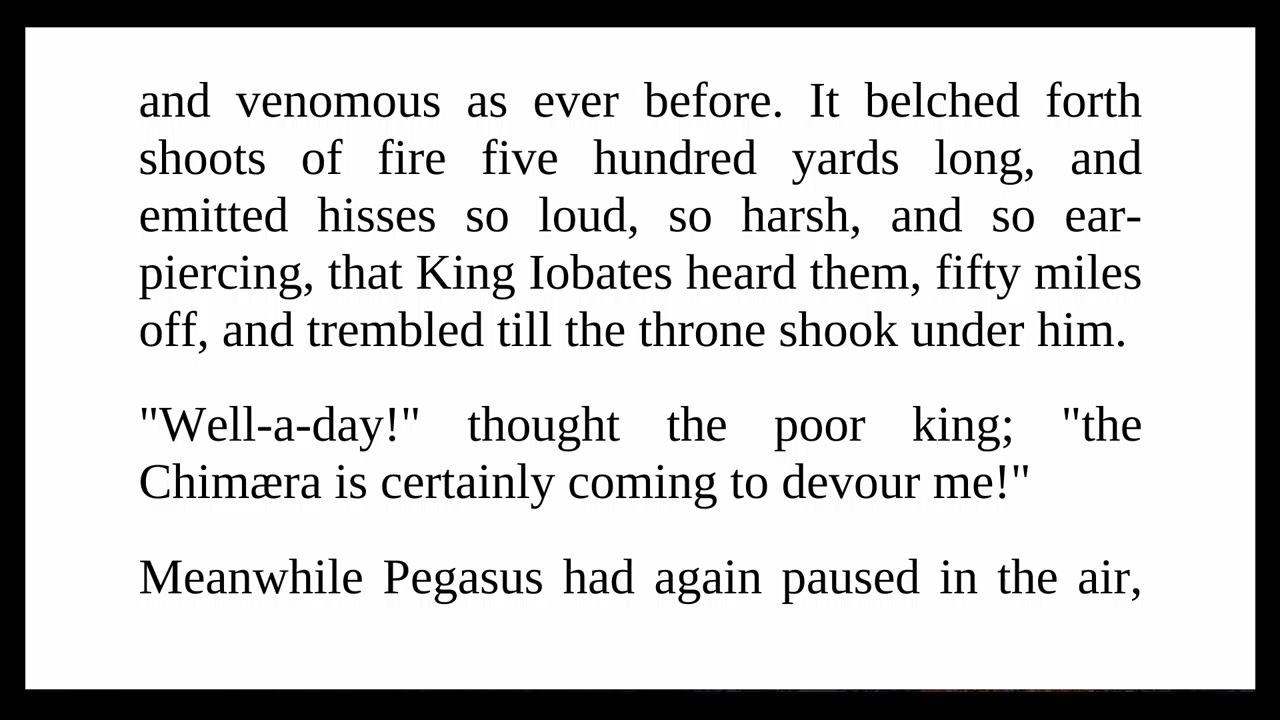 and venomous as ever before. It belched forth
shoots of fire five hundred yards long, and
emitted hisses so loud, so harsh, and so ear-
piercing, that King Iobates heard them, fifty miles
off, and trembled till the throne shook under him.
"Well-a-day!" thought the poor king; "the
Chimæra is certainly coming to devour me!"
Meanwhile Pegasus had again paused in the air,